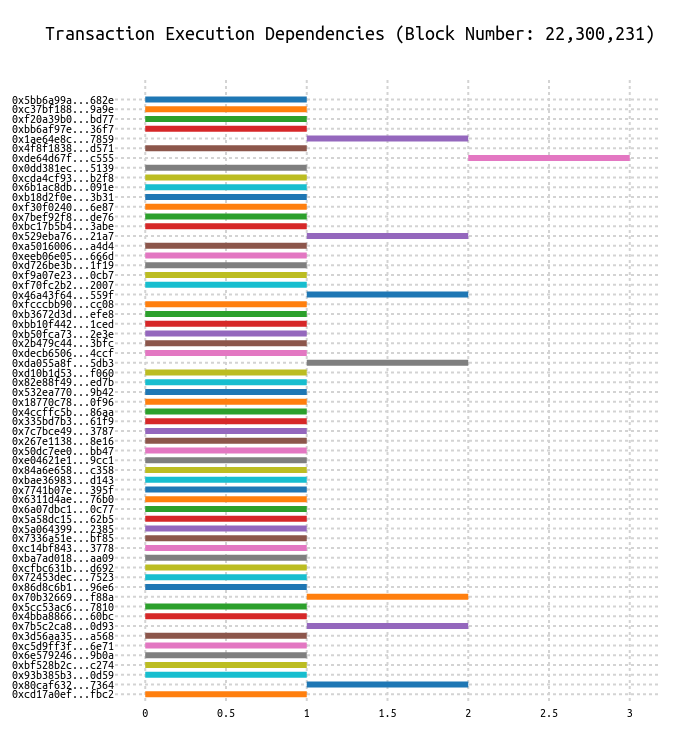 Transaction Execution Dependencies (Block Number: 22,300,231)
0x5bb6a99a...682e
0xc37bf188...9a9e
0xf20a39b0...bd77
0xbb6af97e...36f7
0x1ae64e8c...7859
0x4f8f1838...d571
0xde64d67f...c555
0x0dd381ec...5139
0xcda4cf93...b2f8
0x6b1ac8db...091e
0xb18d2f0e...3b31
0xf30f0240...6e87
0x7bef92f8...de76
0xbc17b5b4...3abe
0x529eba76...21a7
0xa5016006...a4d4
0xeeb06e05...666d
0xd726be3b...1f19
0xf9a07e23...0cb7
0xf70fc2b2...2007
0x46a43f64...559f
0xfcccbb90...cc08
0xb3672d3d...efe8
0xbb10f442...1ced
0xb50fca73...2e3e
0x2b479c44...3bfc
0xdecb6506...4ccf
0xda055a8f...5db3
0xd10b1d53...f060
0x82e88f49...ed7b
0x532ea770...9b42
0x18770c78...0f96
0x4ccffc5b...86aa
0x335bd7b3...61f9
0x7c7bce49...3787
0x267e1138...8e16
0x50dc7ee0...bb47
0xe04621e1...9cc1
0x84a6e658...c358
0xbae36983...d143
0x7741b07e...395f
0x6311d4ae...76b0
0x6a07dbc1...0c77
0x5a58dc15...62b5
0x5a064399...2385
0x7336a51e...bf85
0xc14bf843...3778
0xba7ad018...aa09
0xcfbc631b...d692
0x72453dec...7523
0x86d8c6b1...96e6
0x70b32669...f88a
0x5cc53ac6...7810
0x4bba8866...60bc
0x7b5c2ca8...0d93
0x3d56aa35...a568
0xc5d9ff3f...6e71
0x6e579246...9b0a
0xbf528b2c...c274
0x93b385b3...0d59
0x80caf632...7364
0xcd17a0ef...fbc2
0 0.5 1 1.5 2 2.5 3